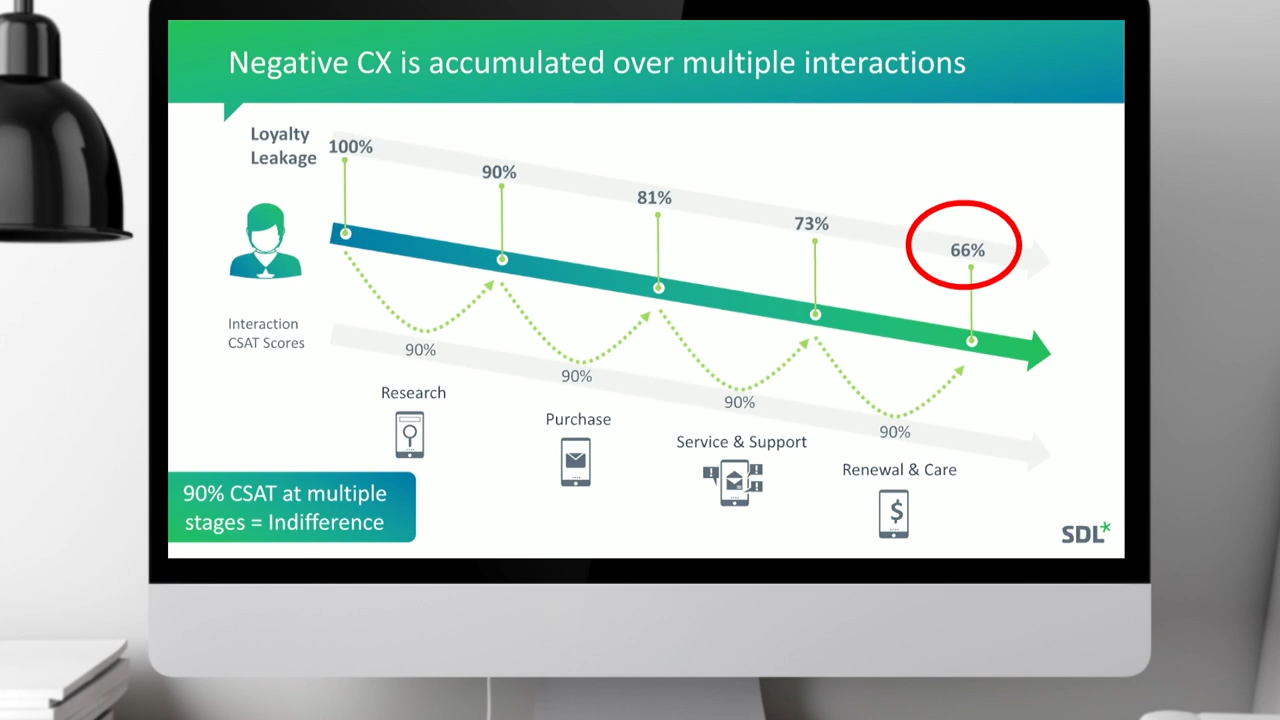 Negative CX is accumulated over multiple interactions
Loyalty
Leakage
100%
90%
81%
73%
66%
Interaction
CSAT Scores
90%
90%
90%
90%
Research
Purchase
Service & Support
Renewal & Care
90% CSAT at multiple
stages = Indifference
SDL*